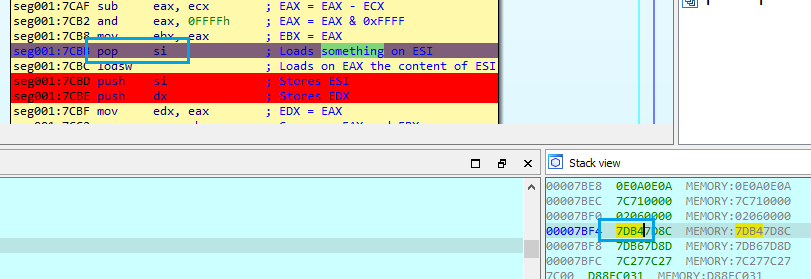 seg001:7CAF sub eax, ecx ; EAX = EAX - ECX
seg001:7CB2 and eax, 0FFFFh ; EAX = EAX & 0xFFFF
seg001:7CB8 mov ebx, eax ; EBX = EAX
seg001:7CBB pop si ; Loads something on ESI
seg001:7CBC lodsw ; Loads on EAX the content of ESI
seg001:7CBD push si ; Stores ESI
seg001:7CBE push dx ; Stores EDX
seg001:7CBF mov edx, eax ; EDX = EAX
Stack view
00007BE8 0E0A0E0A MEMORY:0E0A0E0A
00007BEC 7C710000 MEMORY:7C710000
00007BF0 02060000 MEMORY:02060000
00007BF4 7DB47D8C MEMORY:7DB47D8C
00007BF8 7DB67D8D MEMORY:7DB67D8D
00007BFC 7C277C27 MEMORY:7C277C27
7C00 D88EC031 MEMORY:D88EC031